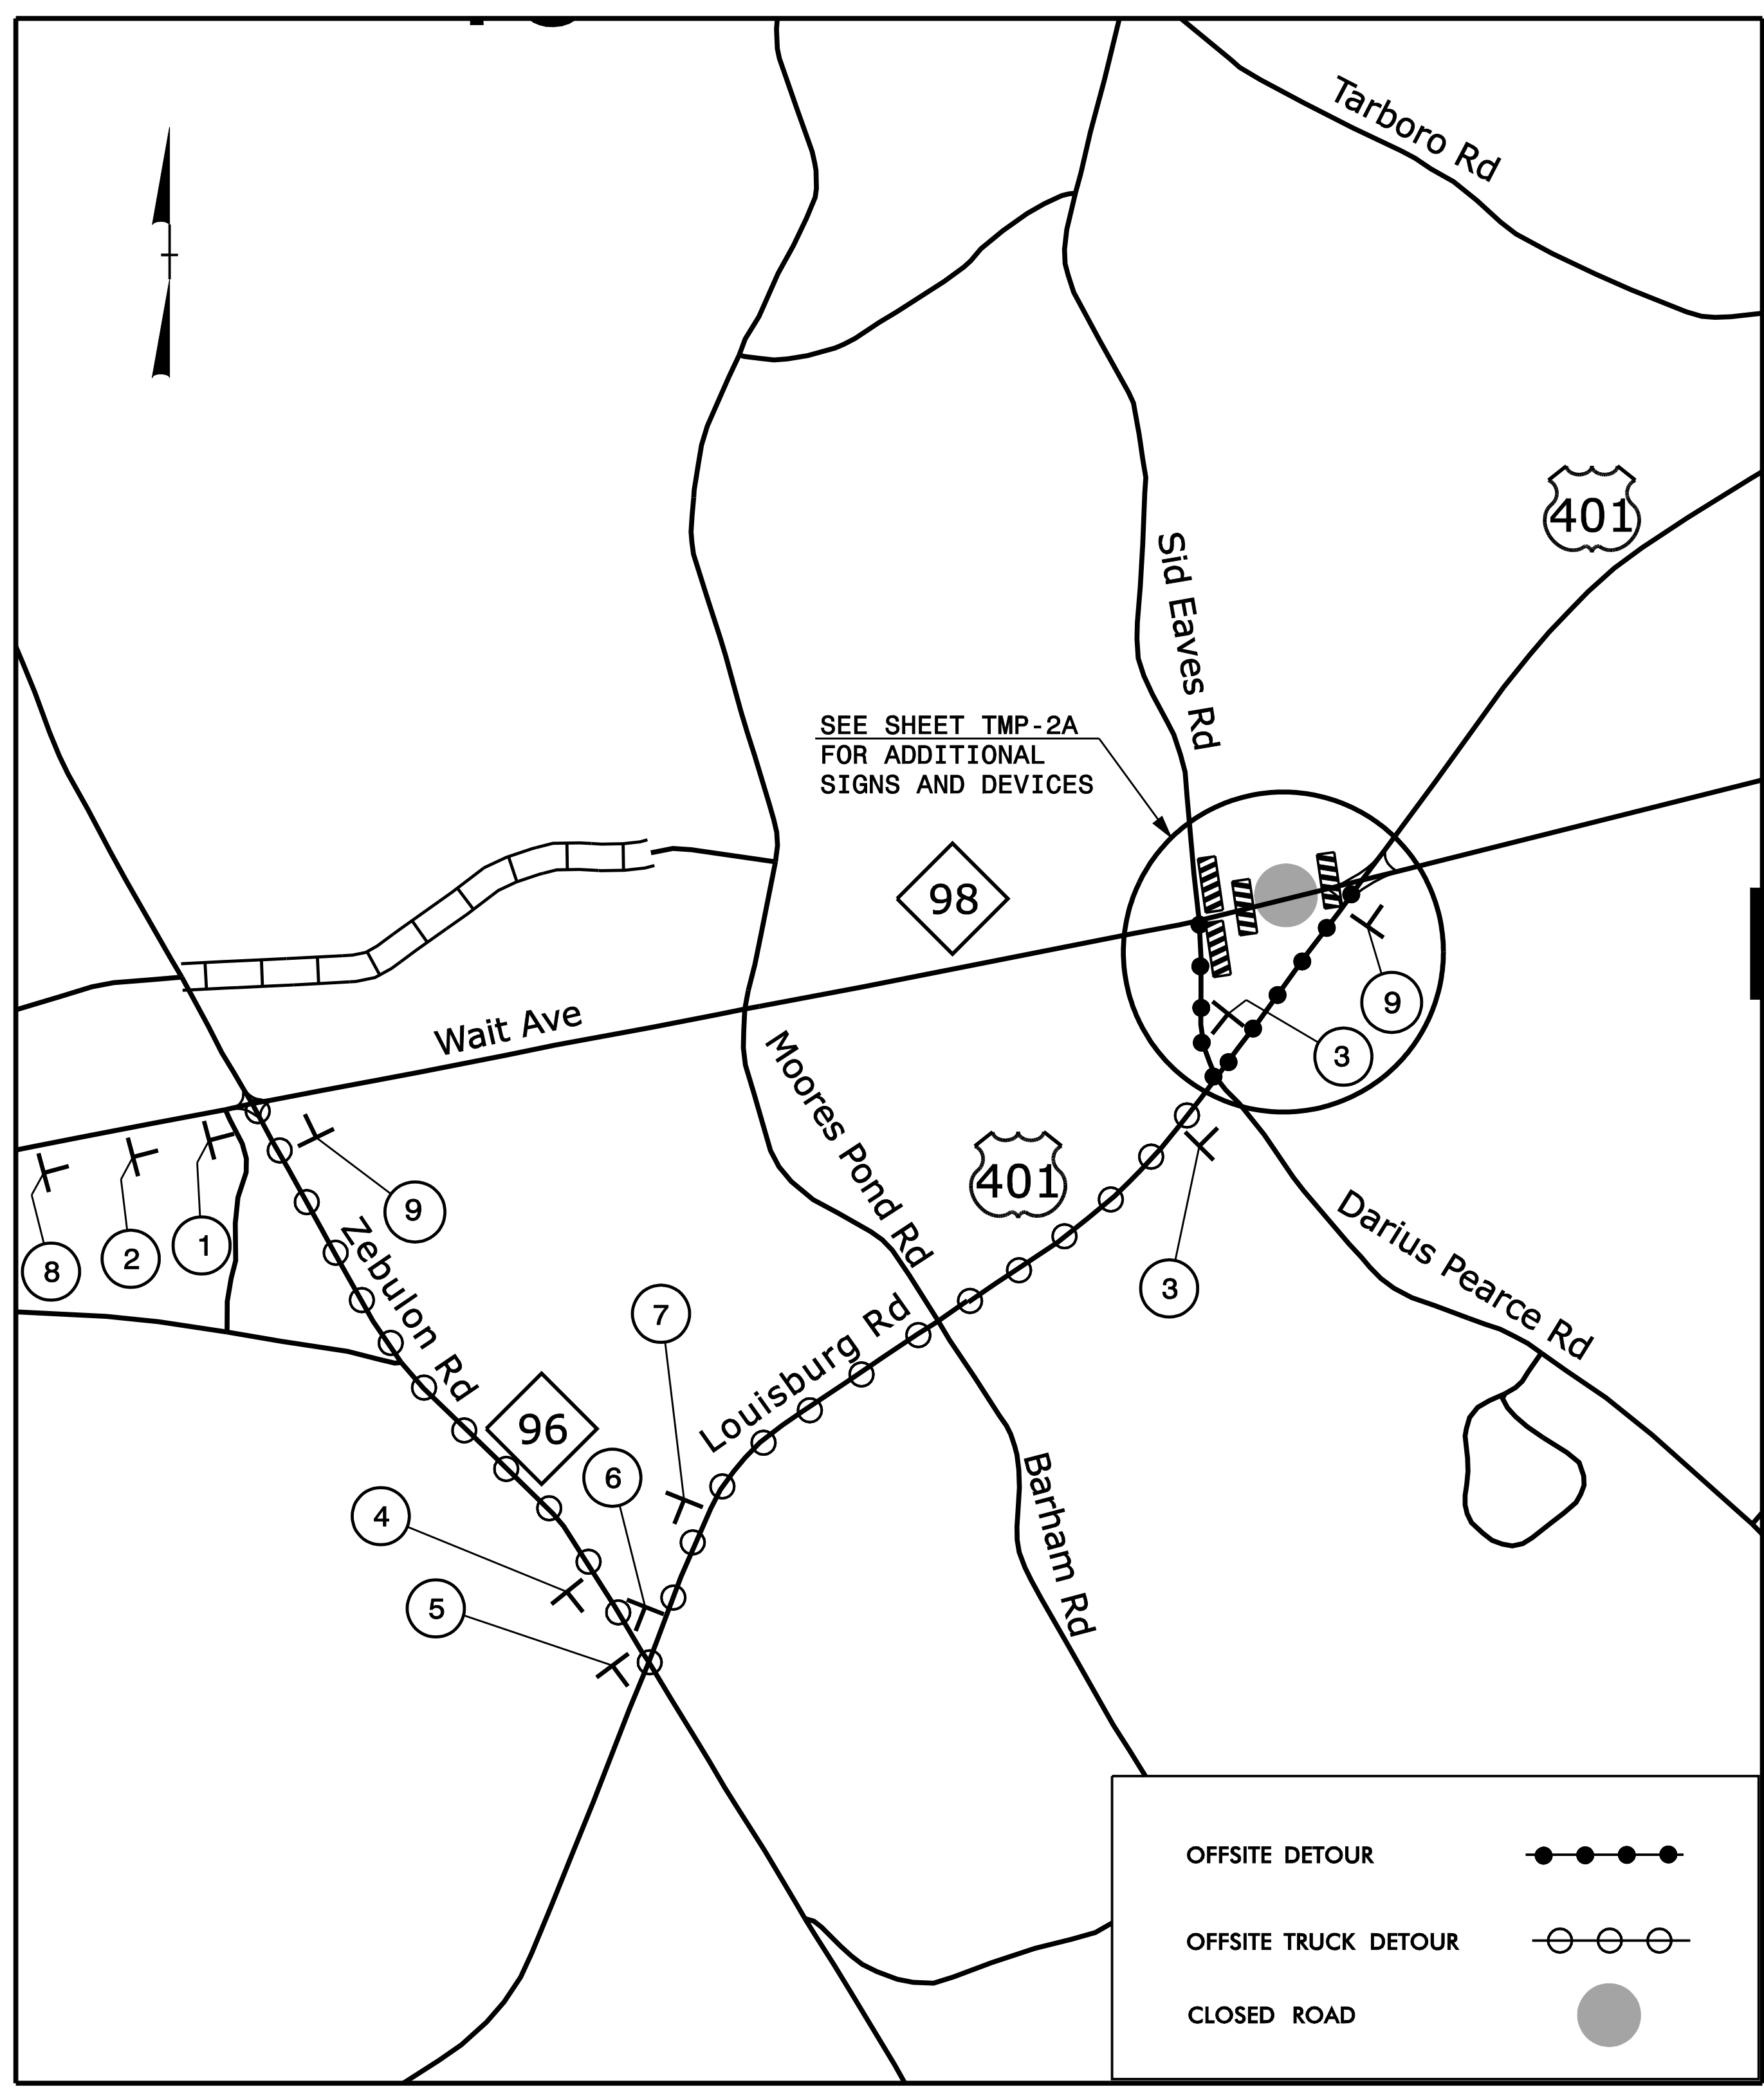 Tarboro Rd
401
Sid Eaves Rd
SEE SHEET TMP-2A
FOR ADDITIONAL
SIGNS AND DEVICES
98
9
3
Wait Ave
Moores Pond Rd
401
9
1
2
8
Zebulon Rd
3
Darius Pearce Rd
7
Louisburg Rd
96
6
4
5
Barham Rd
OFFSITE DETOUR
OFFSITE TRUCK DETOUR
CLOSED ROAD